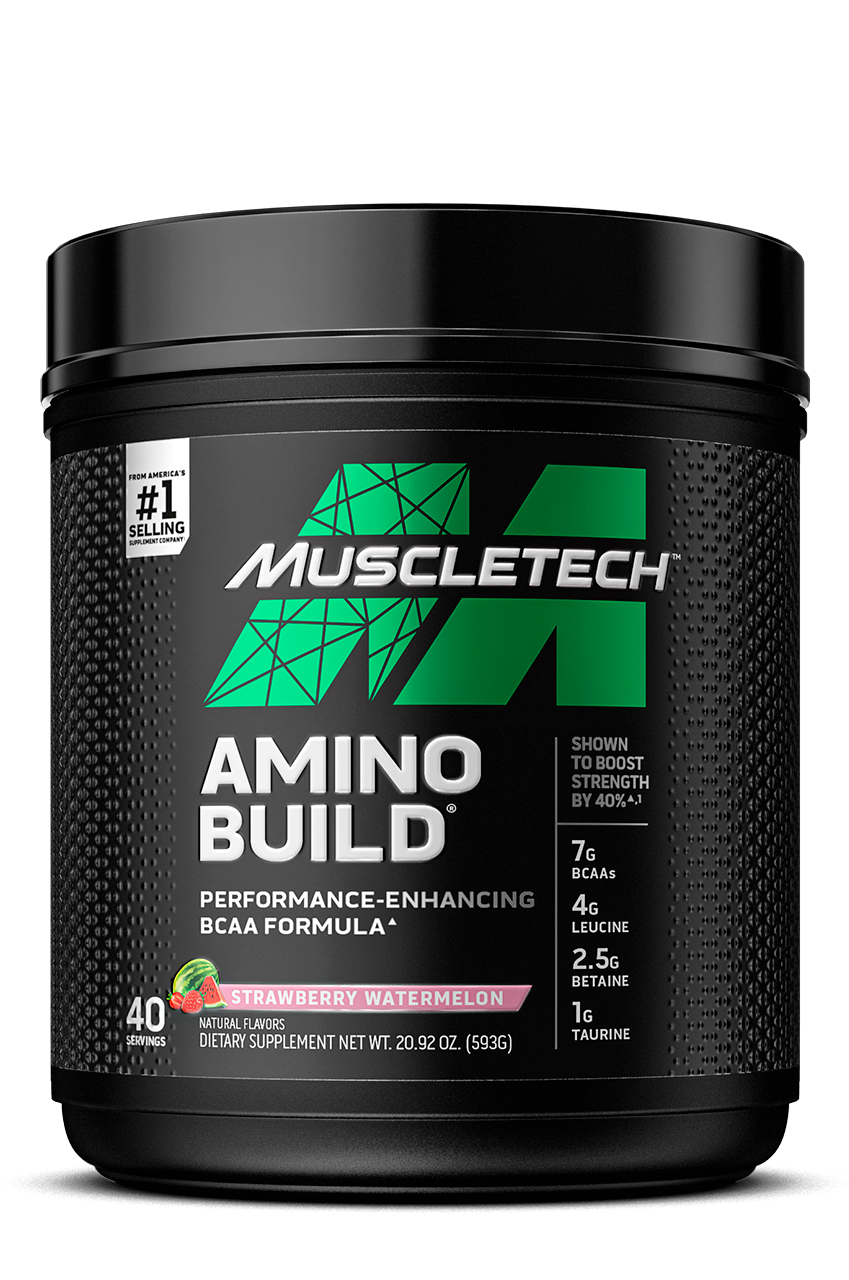 FROM AMERICA'S
#1
SELLING
SUPPLEMENT COMPANY!
MUSCLETECH™
AMINO
BUILD®
PERFORMANCE-ENHANCING
BCAA FORMULA▲
SHOWN
TO BOOST
STRENGTH
BY 40%▲,1
7G
BCAAs
4G
LEUCINE
2.5G
BETAINE
1G
TAURINE
40
SERVINGS
STRAWBERRY WATERMELON
NATURAL FLAVORS
DIETARY SUPPLEMENT NET WT. 20.92 OZ. (593G)